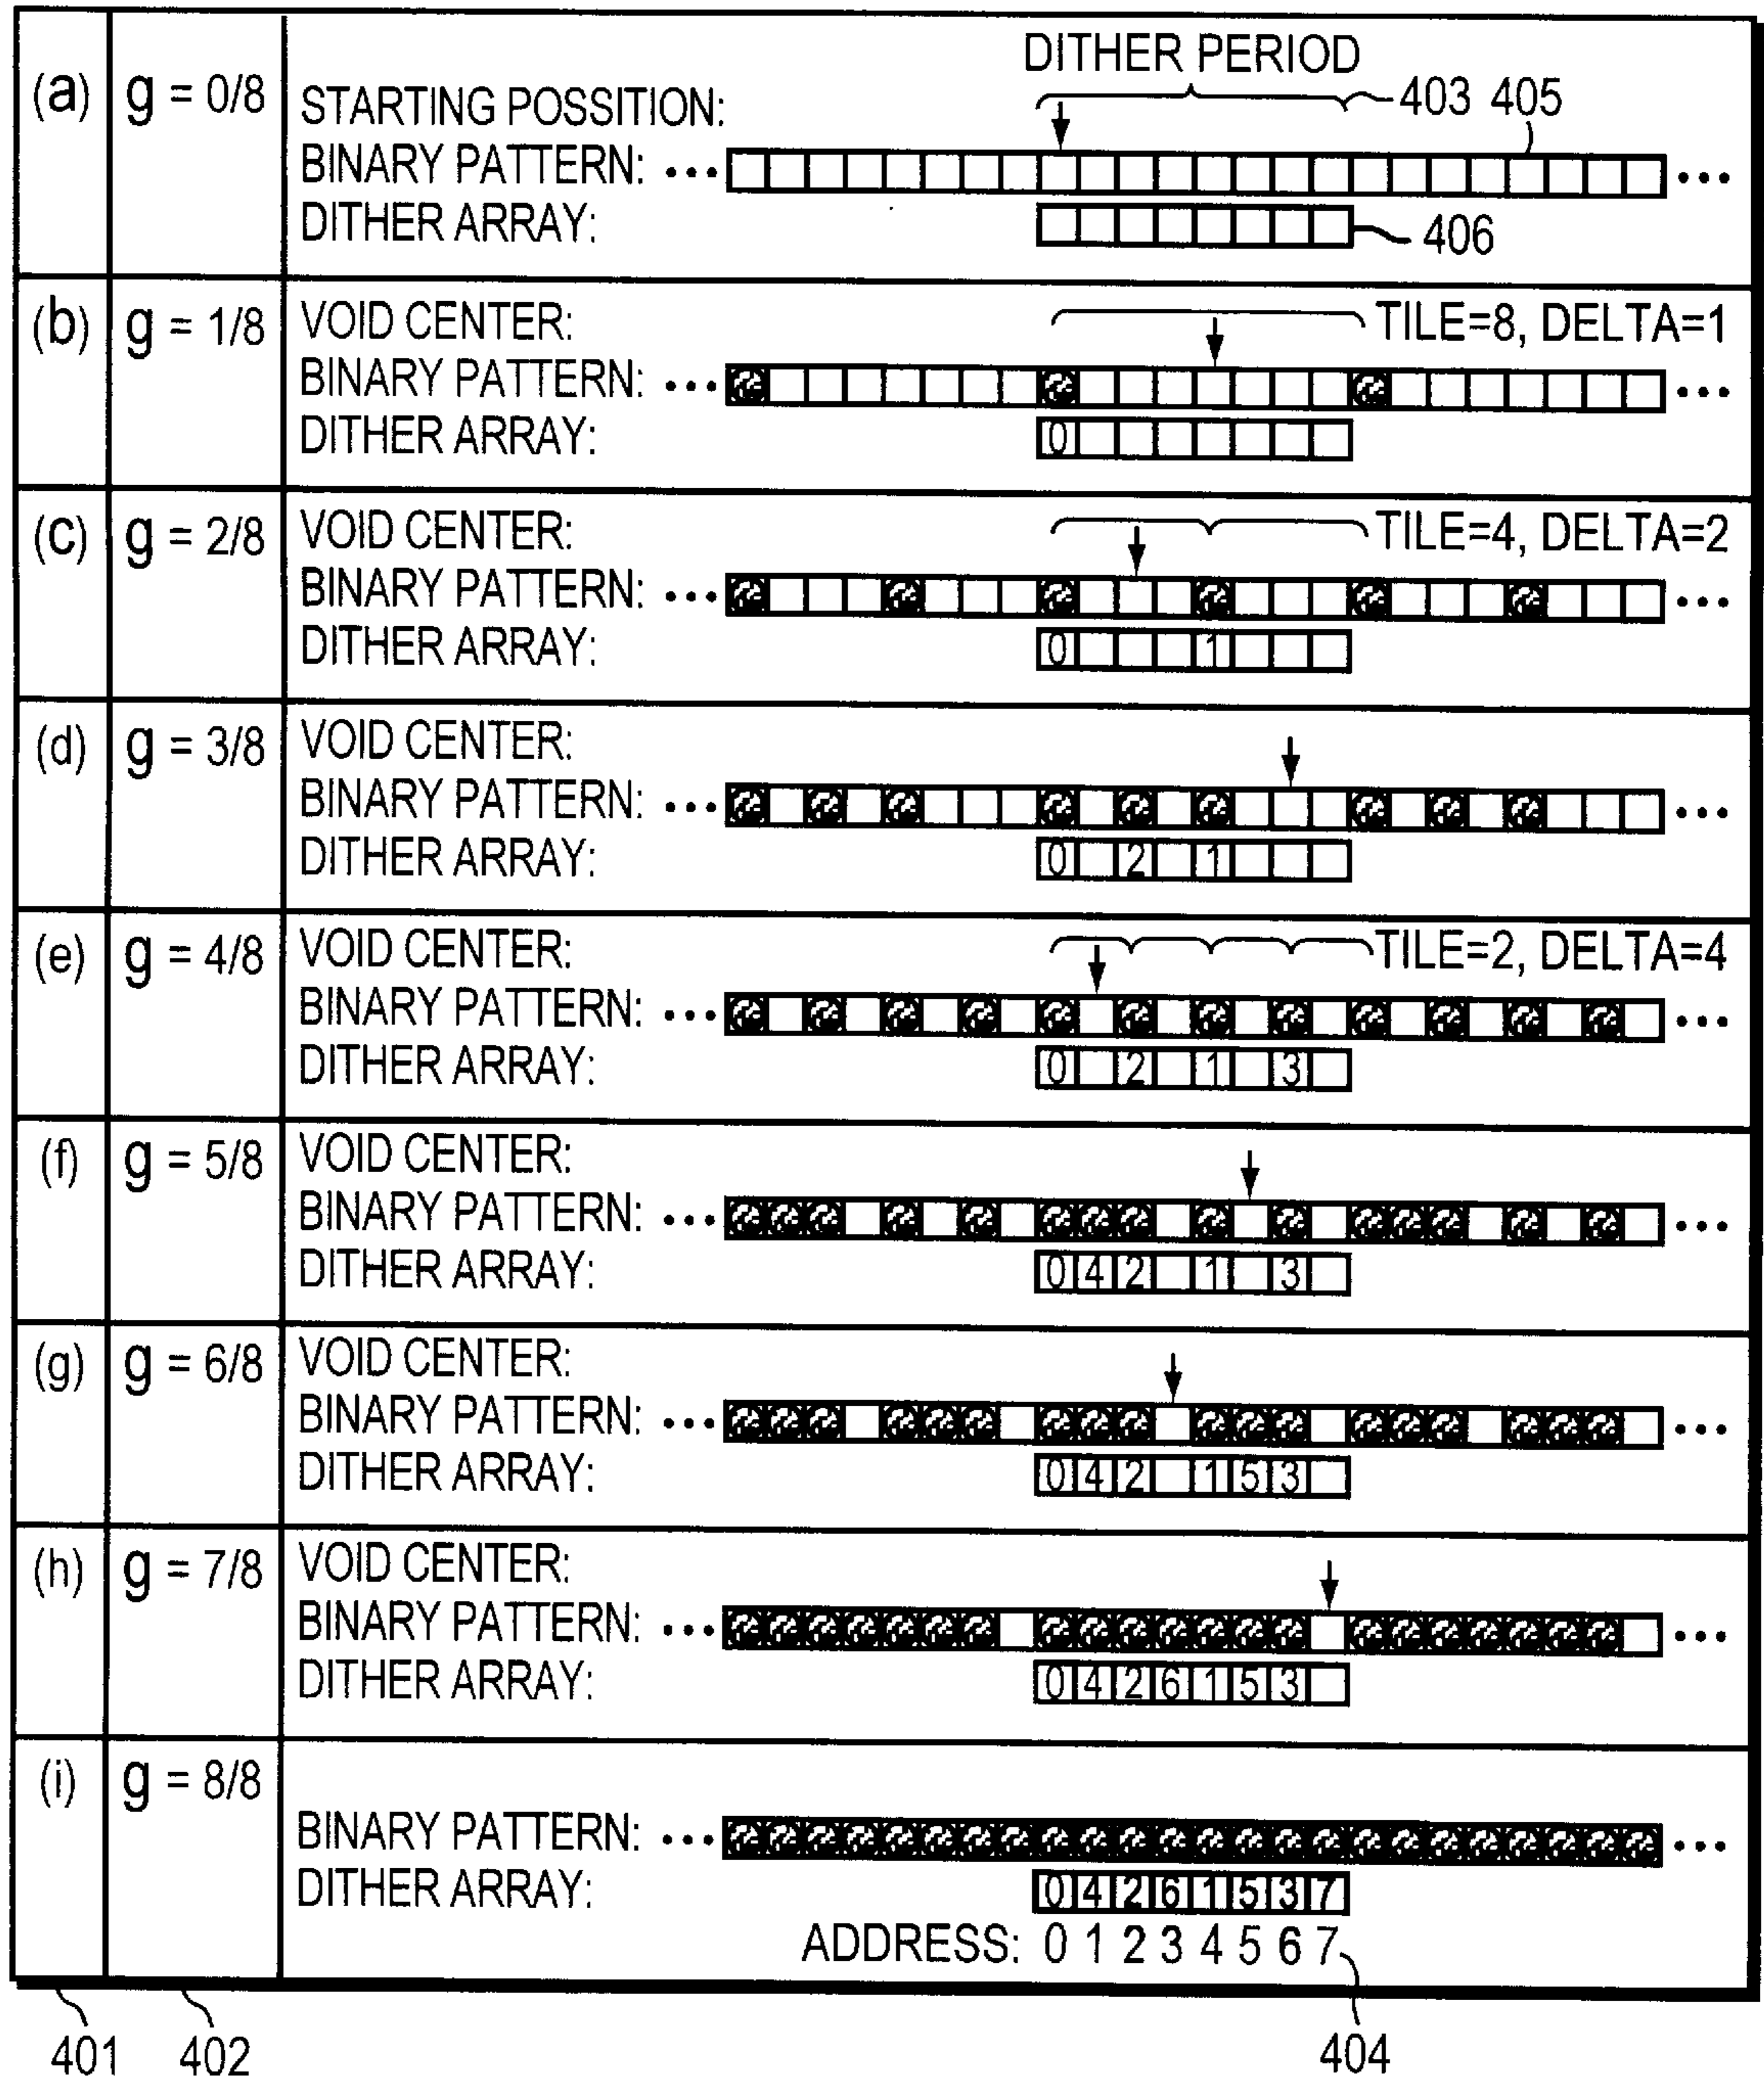 (a) g = 0/8 DITHER PERIOD
STARTING POSSITION: 403 405
BINARY PATTERN: ••• •••
DITHER ARRAY: 406
(b) g = 1/8 VOID CENTER: TILE=8, DELTA=1
BINARY PATTERN: ••• •••
DITHER ARRAY: 0
(c) g = 2/8 VOID CENTER: TILE=4, DELTA=2
BINARY PATTERN: ••• •••
DITHER ARRAY: 0 1
(d) g = 3/8 VOID CENTER:
BINARY PATTERN: ••• •••
DITHER ARRAY: 0 2 1
(e) g = 4/8 VOID CENTER: TILE=2, DELTA=4
BINARY PATTERN: ••• •••
DITHER ARRAY: 0 2 1 3
(f) g = 5/8 VOID CENTER:
BINARY PATTERN: ••• •••
DITHER ARRAY: 0 4 2 1 3
(g) g = 6/8 VOID CENTER:
BINARY PATTERN: ••• •••
DITHER ARRAY: 0 4 2 1 5 3
(h) g = 7/8 VOID CENTER:
BINARY PATTERN: ••• •••
DITHER ARRAY: 0 4 2 6 1 5 3
(i) g = 8/8
BINARY PATTERN: ••• •••
DITHER ARRAY: 0 4 2 6 1 5 3 7
ADDRESS: 0 1 2 3 4 5 6 7
401 402 404